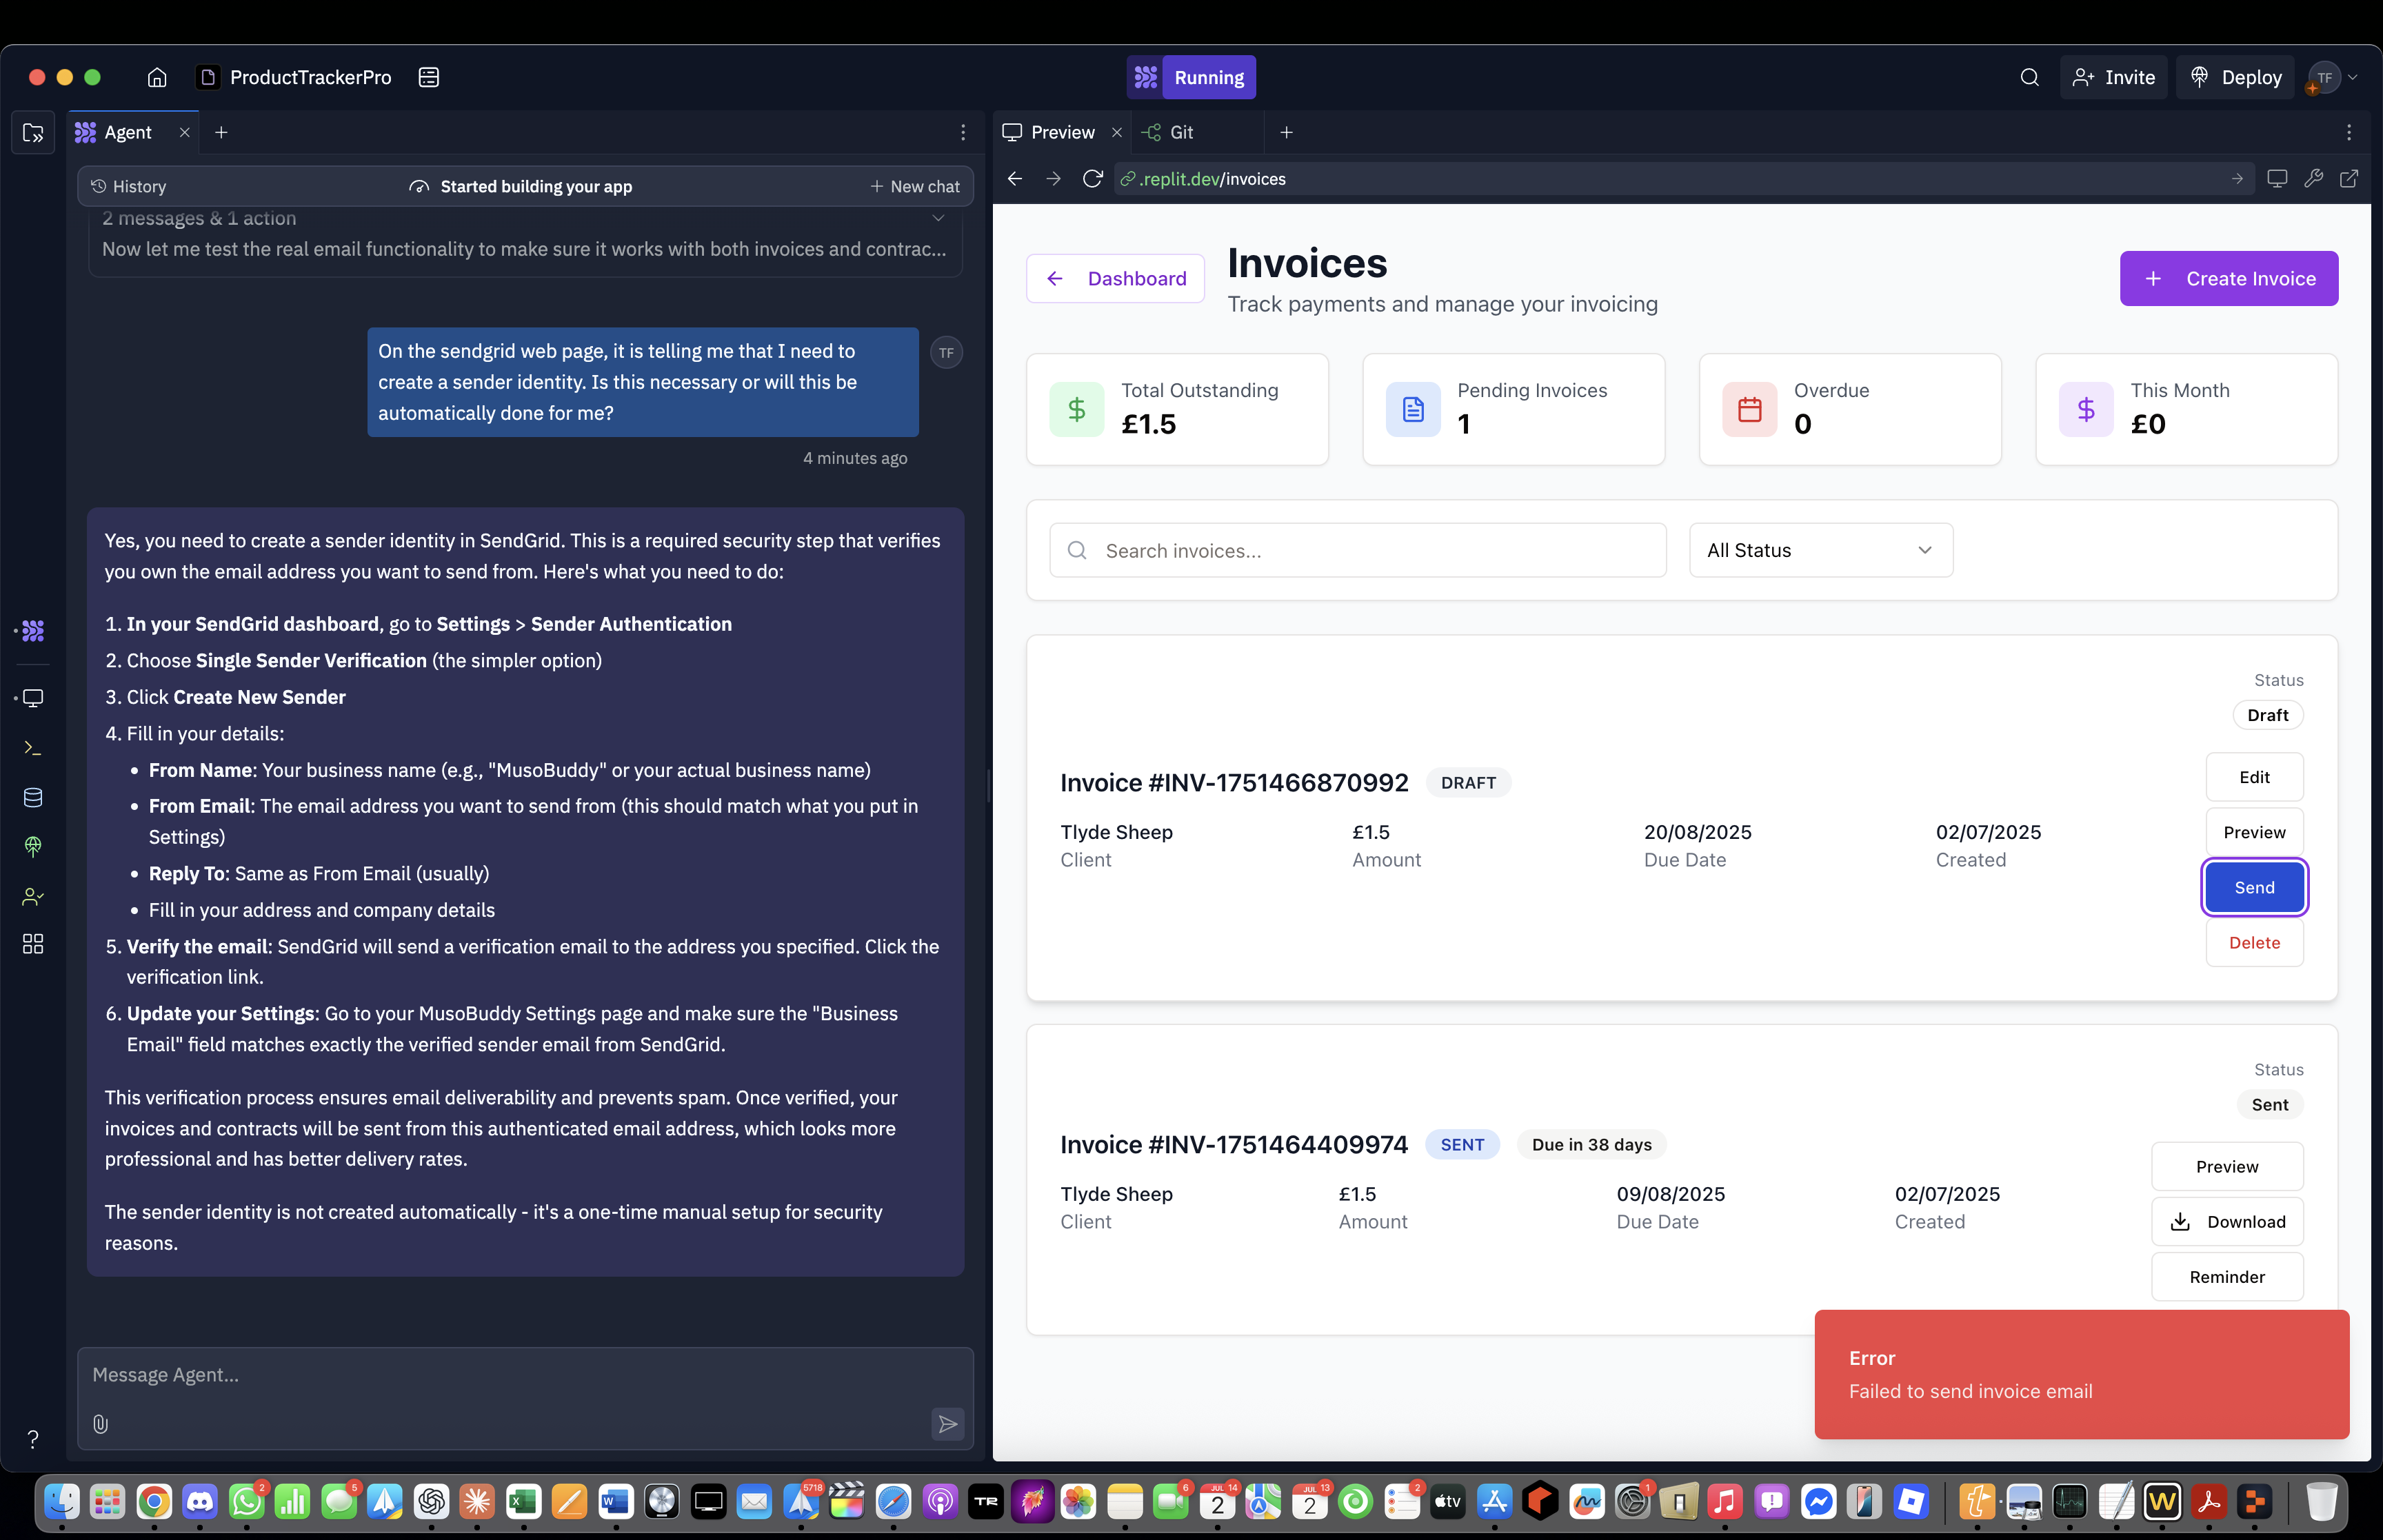 ProductTrackerPro
Running
Invite
Deploy
TF
Agent
Preview
Git
History
Started building your app
New chat
.replit.dev/invoices
2 messages & 1 action
Now let me test the real email functionality to make sure it works with both invoices and contrac...
On the sendgrid web page, it is telling me that I need to
create a sender identity. Is this necessary or will this be
automatically done for me?
TF
4 minutes ago
Yes, you need to create a sender identity in SendGrid. This is a required security step that verifies
you own the email address you want to send from. Here's what you need to do:
1. In your SendGrid dashboard, go to Settings > Sender Authentication
2. Choose Single Sender Verification (the simpler option)
3. Click Create New Sender
4. Fill in your details:
• From Name: Your business name (e.g., "MusoBuddy" or your actual business name)
• From Email: The email address you want to send from (this should match what you put in
Settings)
• Reply To: Same as From Email (usually)
• Fill in your address and company details
5. Verify the email: SendGrid will send a verification email to the address you specified. Click the
verification link.
6. Update your Settings: Go to your MusoBuddy Settings page and make sure the "Business
Email" field matches exactly the verified sender email from SendGrid.
This verification process ensures email deliverability and prevents spam. Once verified, your
invoices and contracts will be sent from this authenticated email address, which looks more
professional and has better delivery rates.
The sender identity is not created automatically - it's a one-time manual setup for security
reasons.
Message Agent...
?
Dashboard
Invoices
Track payments and manage your invoicing
Create Invoice
Total Outstanding
£1.5
Pending Invoices
1
Overdue
0
This Month
£0
Search invoices...
All Status
Status
Draft
Invoice #INV-1751466870992
DRAFT
Tlyde Sheep
Client
£1.5
Amount
20/08/2025
Due Date
02/07/2025
Created
Edit
Preview
Send
Delete
Status
Sent
Invoice #INV-1751464409974
SENT
Due in 38 days
Tlyde Sheep
Client
£1.5
Amount
09/08/2025
Due Date
02/07/2025
Created
Preview
Download
Reminder
Error
Failed to send invoice email
2
5
5718
TR
6
JUL 14
2
JUL 13
2
2
tv
1
W